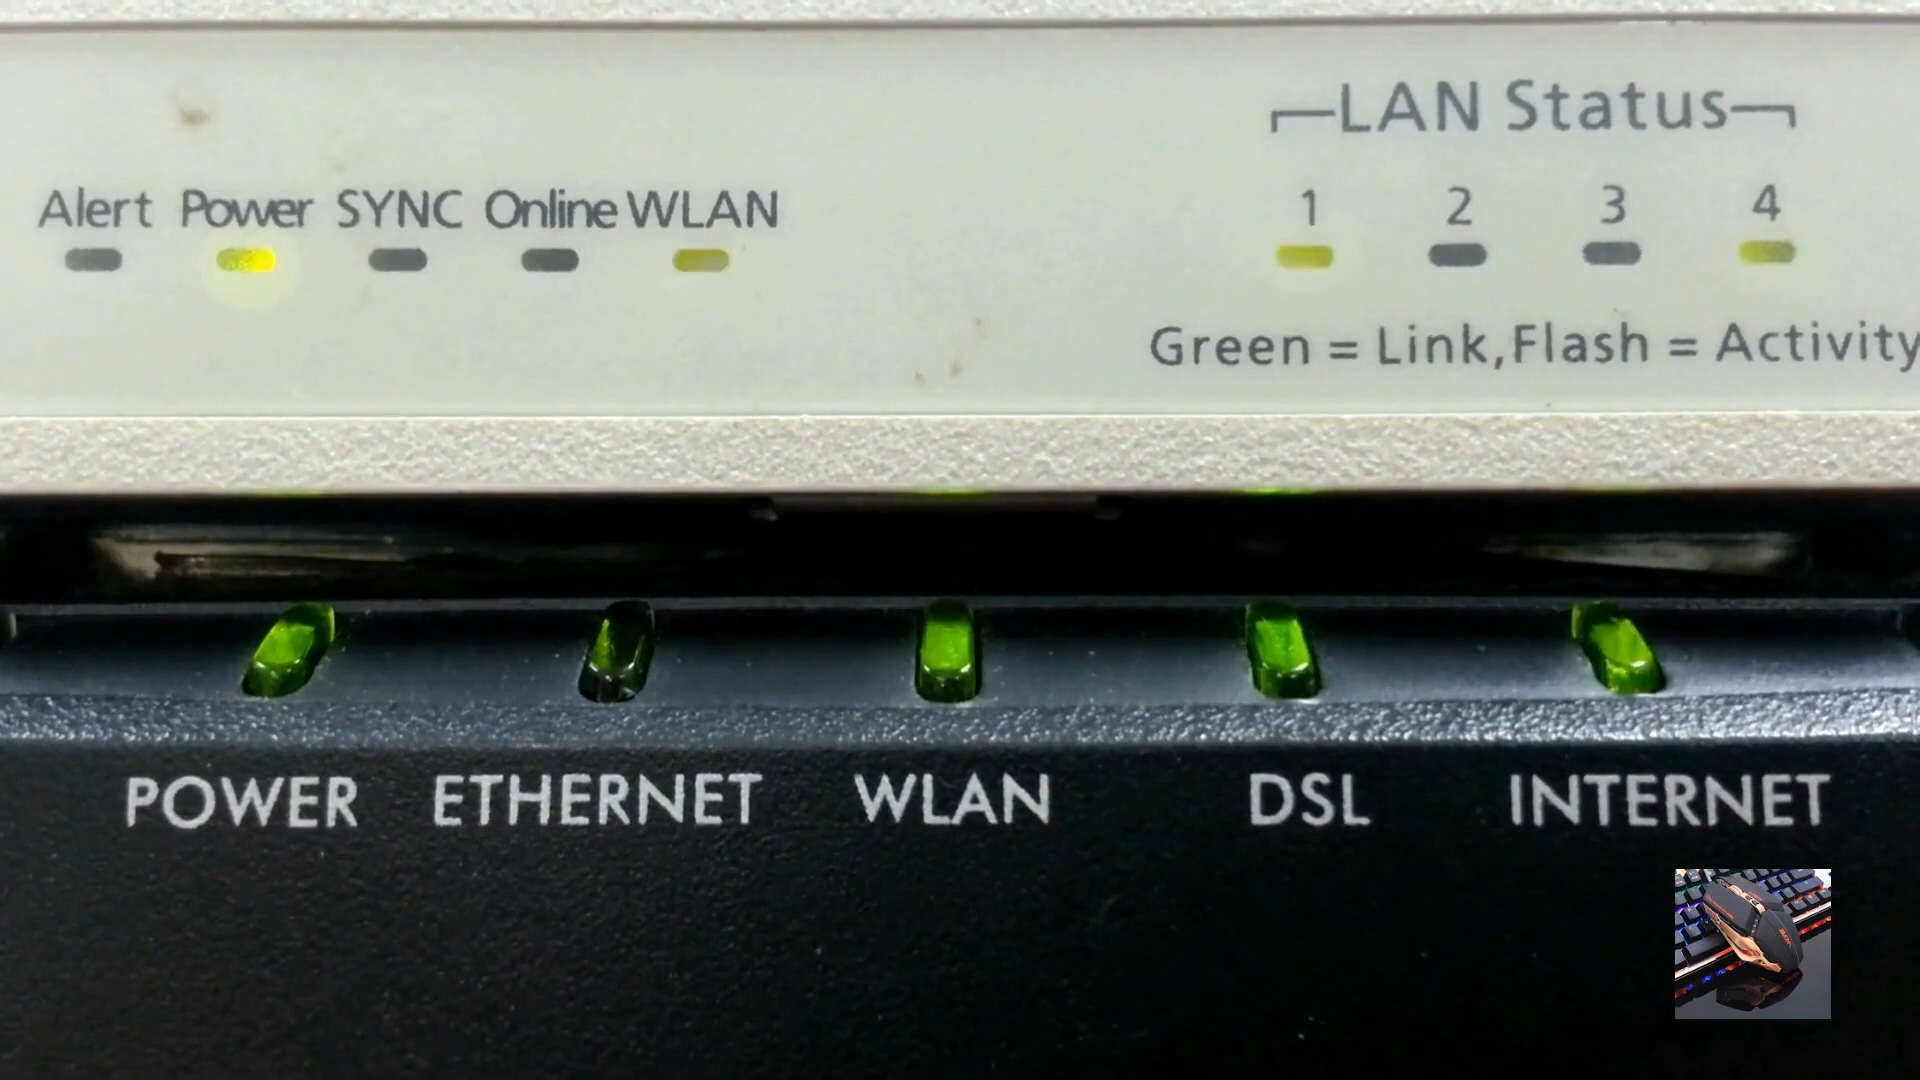 LAN Status
Alert Power SYNC Online WLAN
1 2 3 4
Green = Link, Flash = Activity
POWER ETHERNET WLAN DSL INTERNET